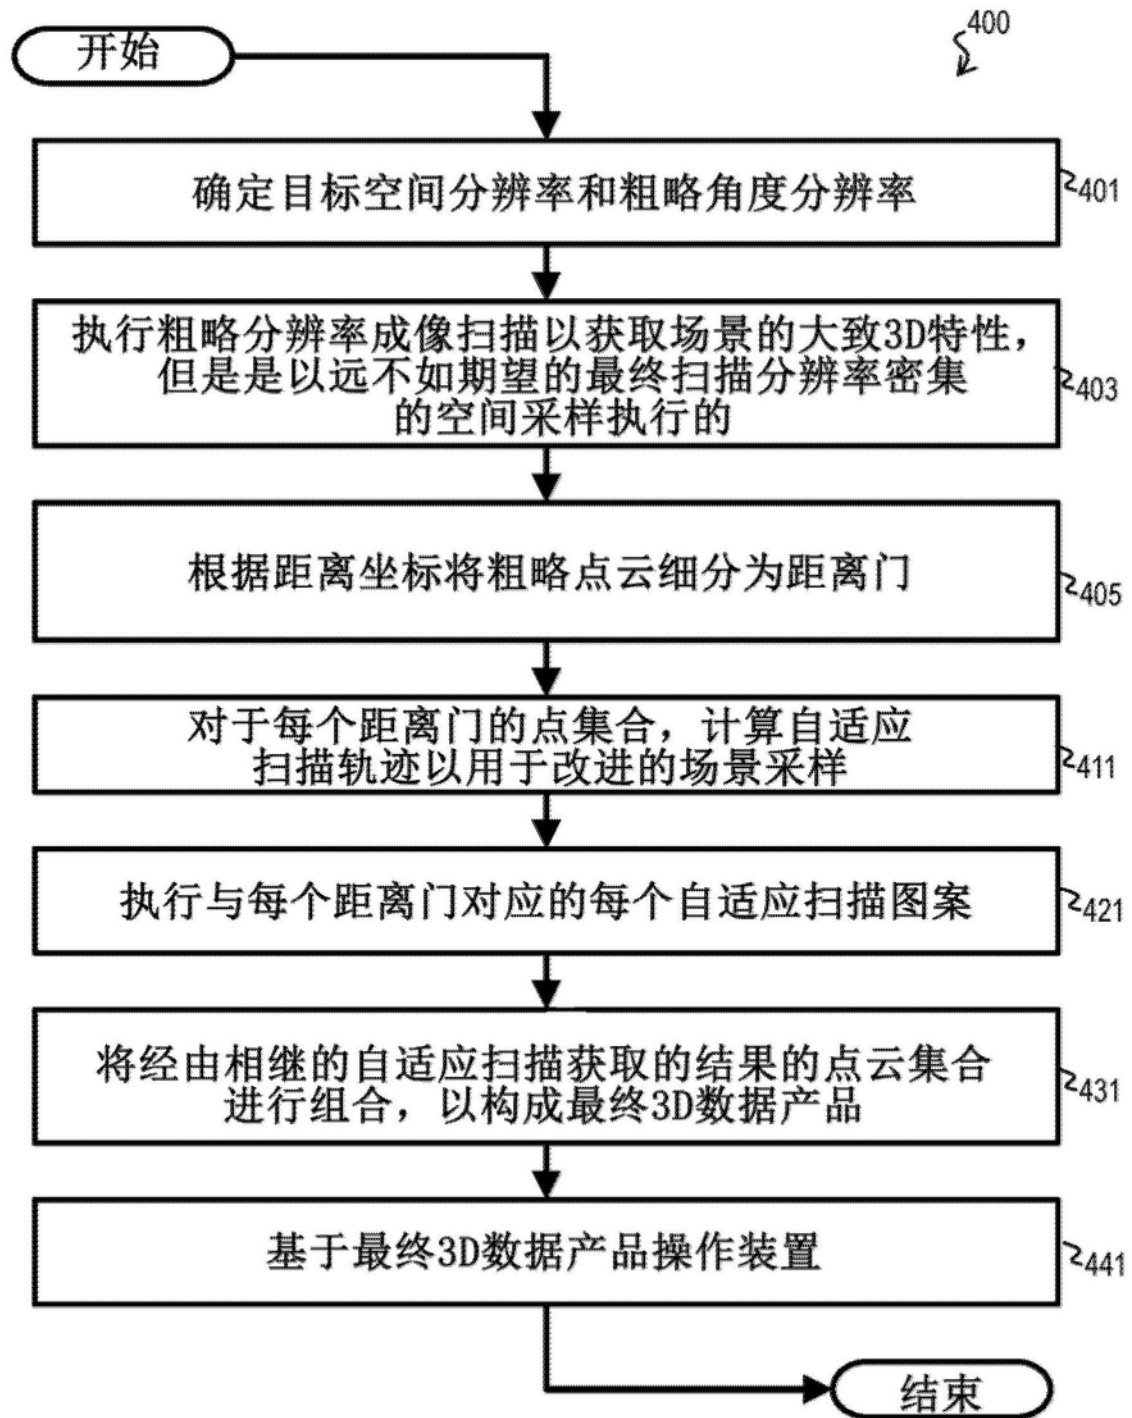 开始
400
确定目标空间分辨率和粗略角度分辨率
401
执行粗略分辨率成像扫描以获取场景的大致3D特性，
但是是以远不如期望的最终扫描分辨率密集
的空间采样执行的
403
根据距离坐标将粗略点云细分为距离门
405
对于每个距离门的点集合，计算自适应
扫描轨迹以用于改进的场景采样
411
执行与每个距离门对应的每个自适应扫描图案
421
将经由相继的自适应扫描获取的结果的点云集合
进行组合，以构成最终3D数据产品
431
基于最终3D数据产品操作装置
441
结束